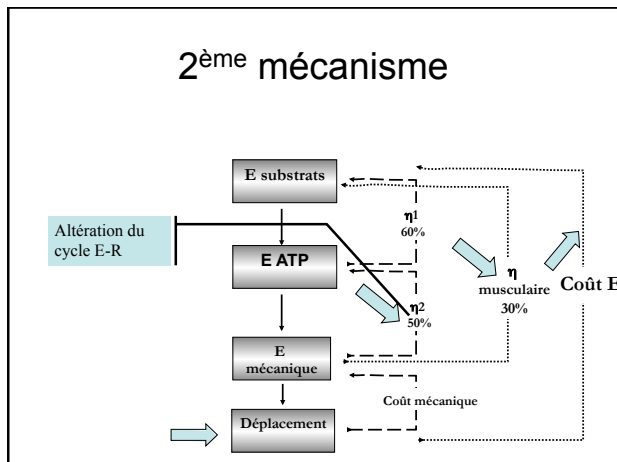 2ème mécanisme
E substrats
Altération du
cycle E-R
η1
60%
E ATP
η
musculaire
30%
Coût E
η2
50%
E
mécanique
Coût mécanique
Déplacement